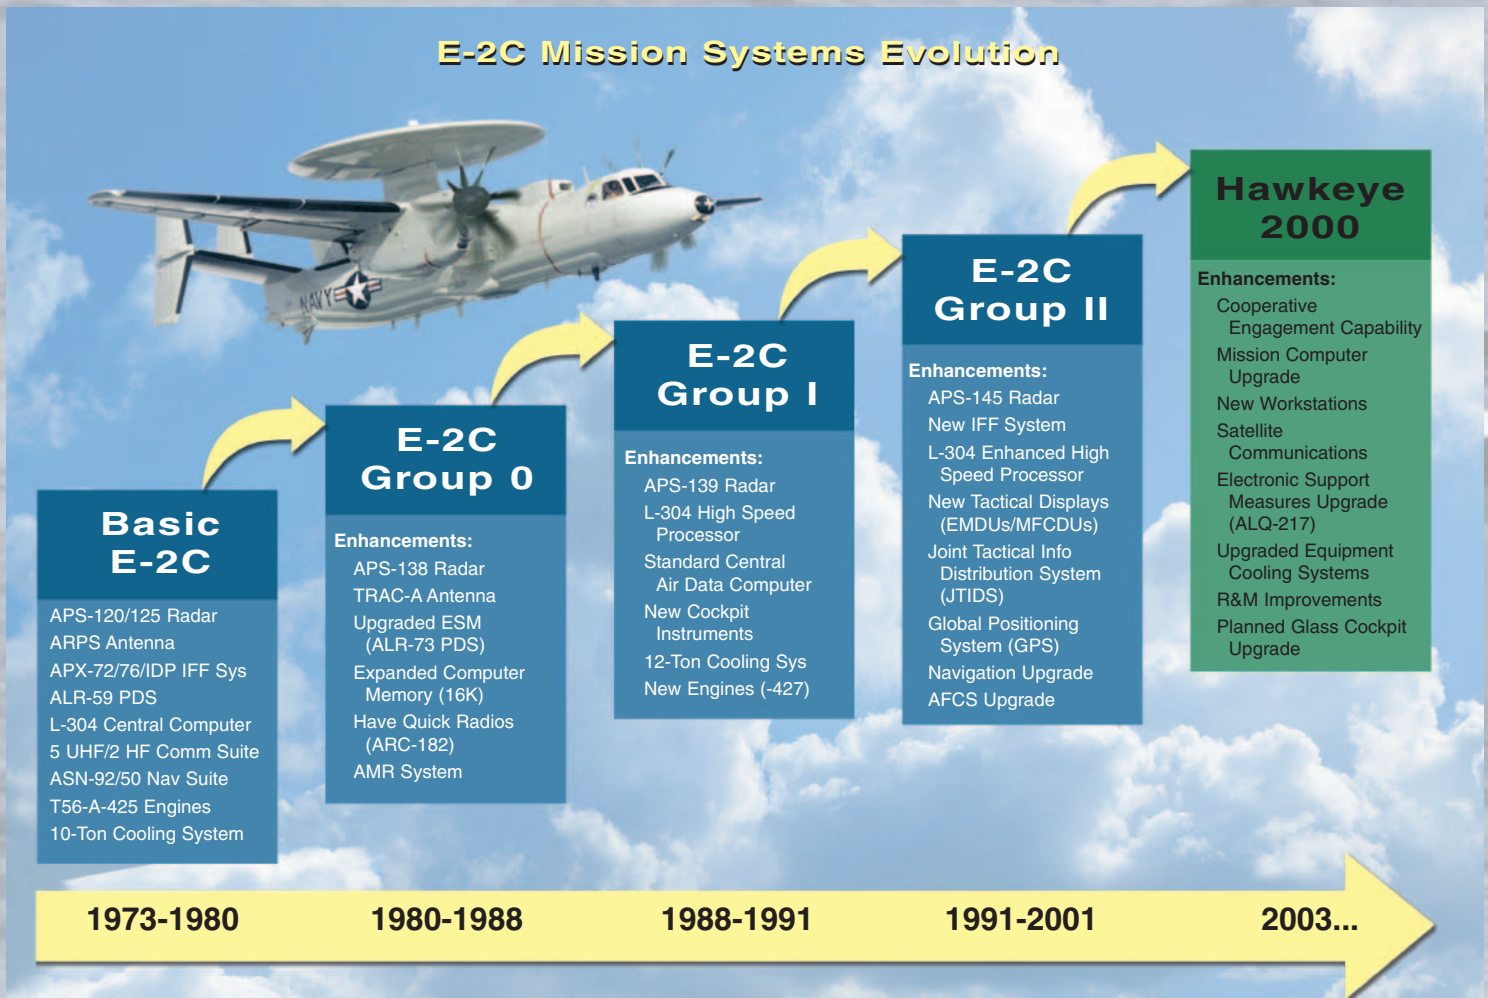 E-2C Mission Systems Evolution
NAVY
Basic
E-2C
APS-120/125 Radar
ARPS Antenna
APX-72/76/IDP IFF Sys
ALR-59 PDS
L-304 Central Computer
5 UHF/2 HF Comm Suite
ASN-92/50 Nav Suite
T56-A-425 Engines
10-Ton Cooling System
E-2C
Group 0
Enhancements:
APS-138 Radar
TRAC-A Antenna
Upgraded ESM
(ALR-73 PDS)
Expanded Computer
Memory (16K)
Have Quick Radios
(ARC-182)
AMR System
E-2C
Group I
Enhancements:
APS-139 Radar
L-304 High Speed
Processor
Standard Central
Air Data Computer
New Cockpit
Instruments
12-Ton Cooling Sys
New Engines (-427)
E-2C
Group II
Enhancements:
APS-145 Radar
New IFF System
L-304 Enhanced High
Speed Processor
New Tactical Displays
(EMDUs/MFCDUs)
Joint Tactical Info
Distribution System
(JTIDS)
Global Positioning
System (GPS)
Navigation Upgrade
AFCS Upgrade
Hawkeye
2000
Enhancements:
Cooperative
Engagement Capability
Mission Computer
Upgrade
New Workstations
Satellite
Communications
Electronic Support
Measures Upgrade
(ALQ-217)
Upgraded Equipment
Cooling Systems
R&M Improvements
Planned Glass Cockpit
Upgrade
1973-1980
1980-1988
1988-1991
1991-2001
2003...